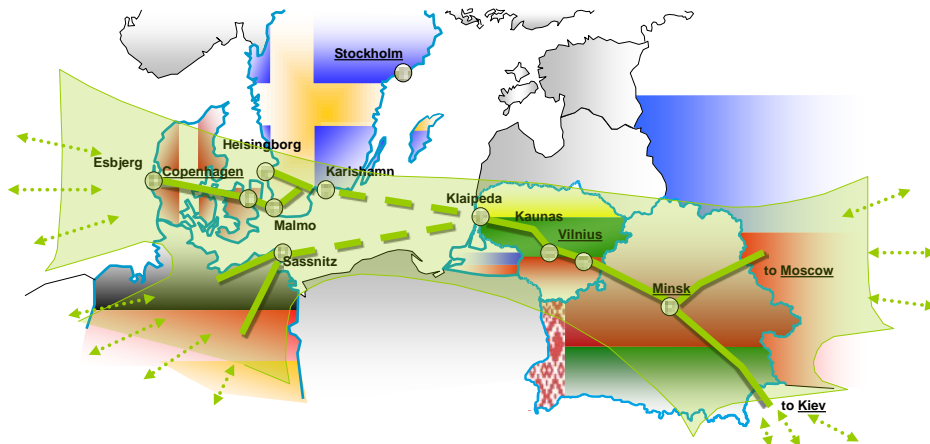 Stockholm
Helsingborg
Esbjerg
Copenhagen
Karlshamn
Klaipeda
Kaunas
Malmo
Vilnius
Sassnitz
to Moscow
Minsk
to Kiev